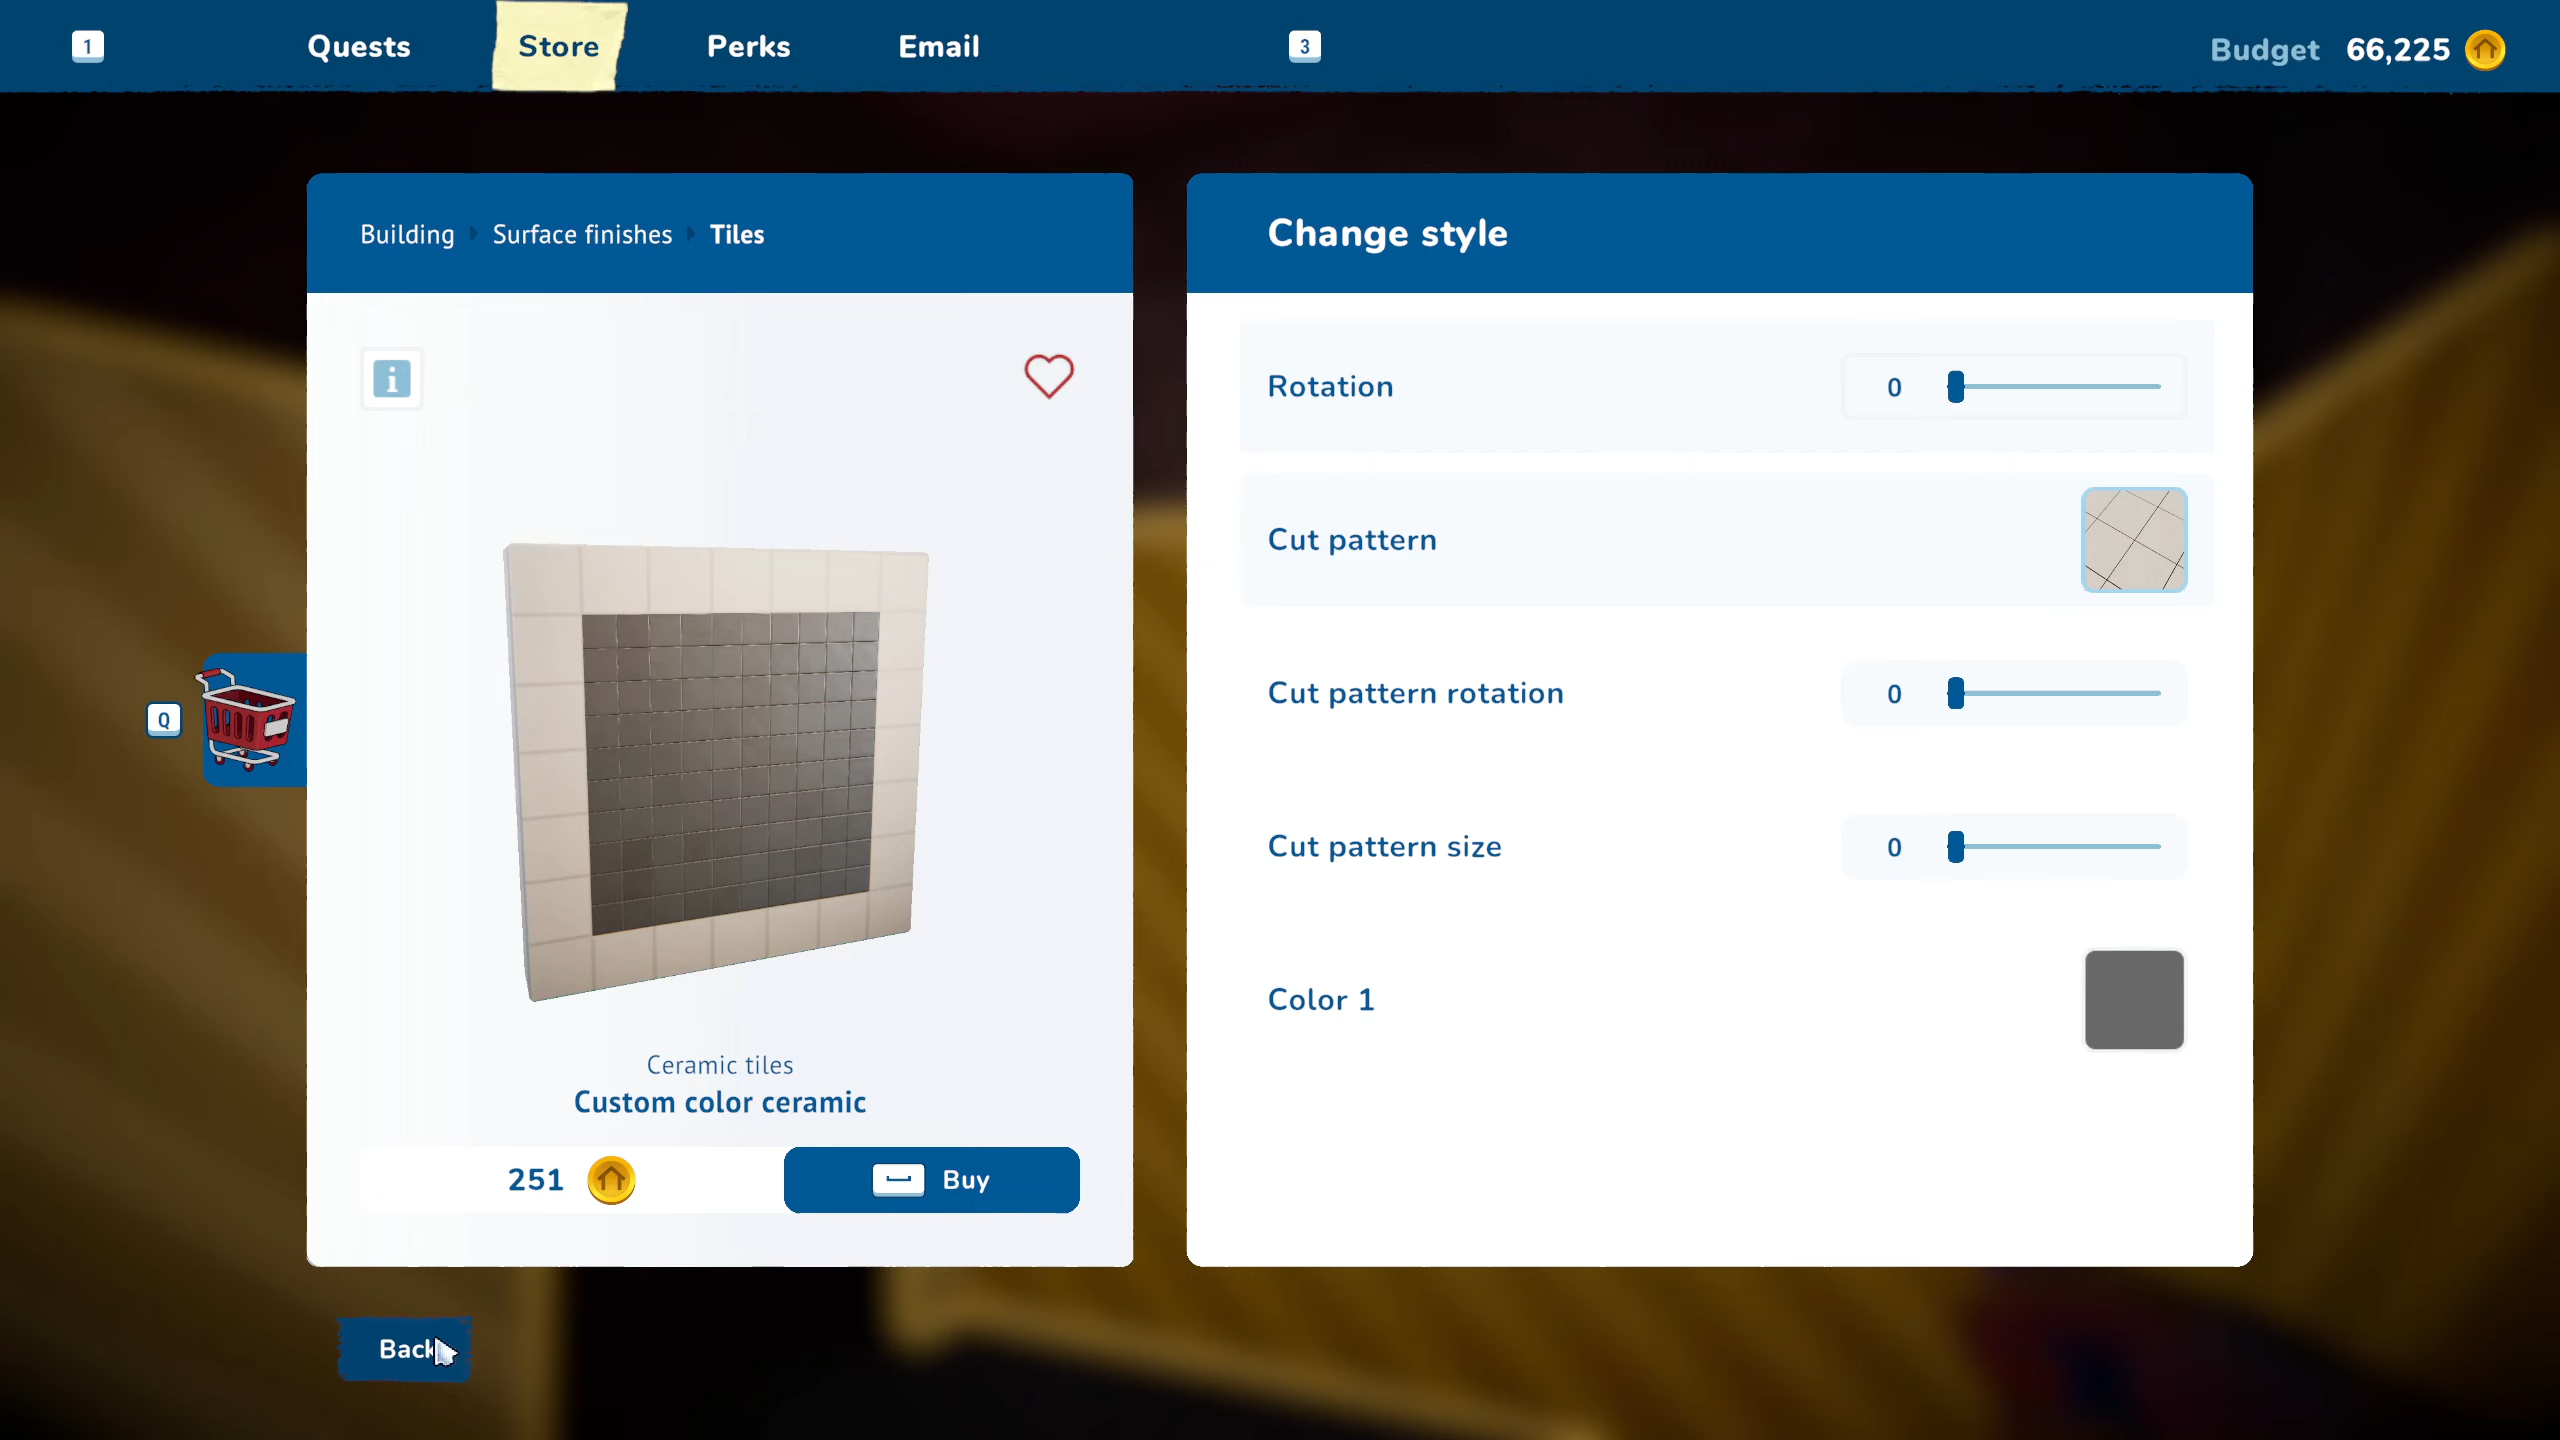 1
Quests
Store
Perks
Email
3
Budget 66,225
Building Surface finishes Tiles
i
Q
Ceramic tiles
Custom color ceramic
251
Buy
Back
Change style
Rotation 0
Cut pattern
Cut pattern rotation 0
Cut pattern size 0
Color 1